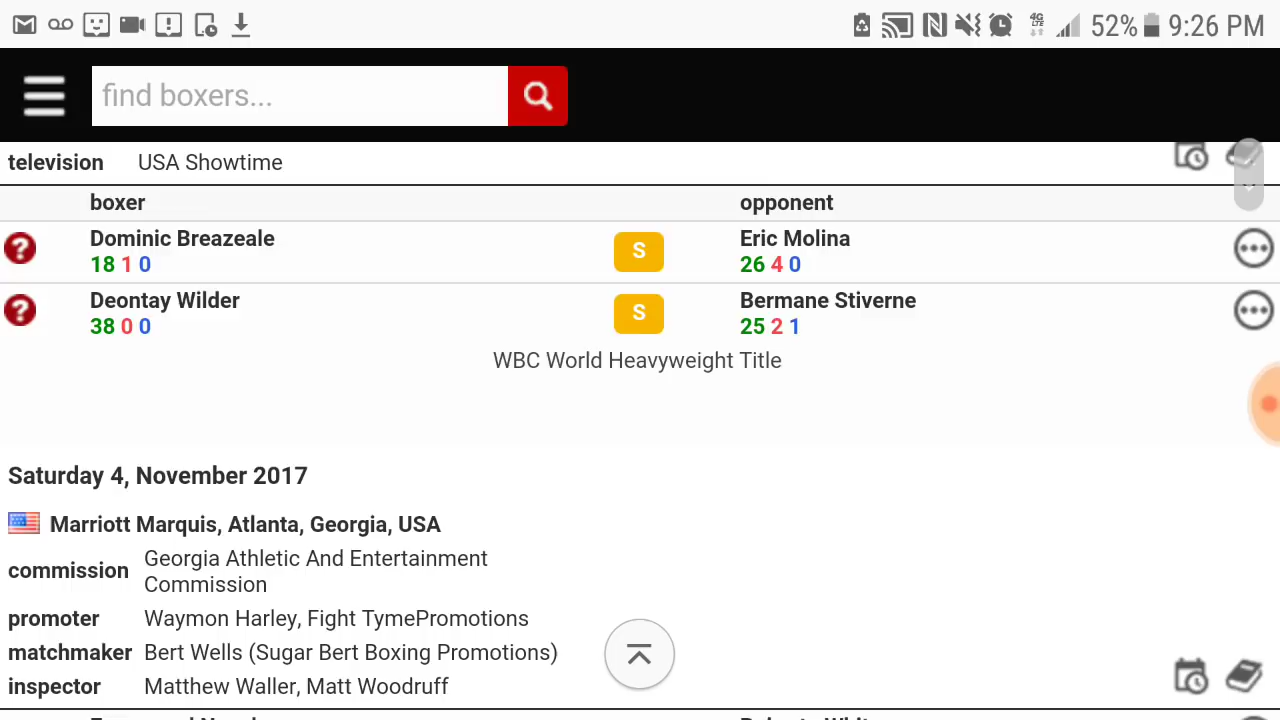 52% 9:26 PM
find boxers...
television USA Showtime
boxer opponent
Dominic Breazeale S Eric Molina
18 1 0 26 4 0
Deontay Wilder S Bermane Stiverne
38 0 0 25 2 1
WBC World Heavyweight Title
Saturday 4, November 2017
Marriott Marquis, Atlanta, Georgia, USA
commission Georgia Athletic And Entertainment
Commission
promoter Waymon Harley, Fight TymePromotions
matchmaker Bert Wells (Sugar Bert Boxing Promotions)
inspector Matthew Waller, Matt Woodruff